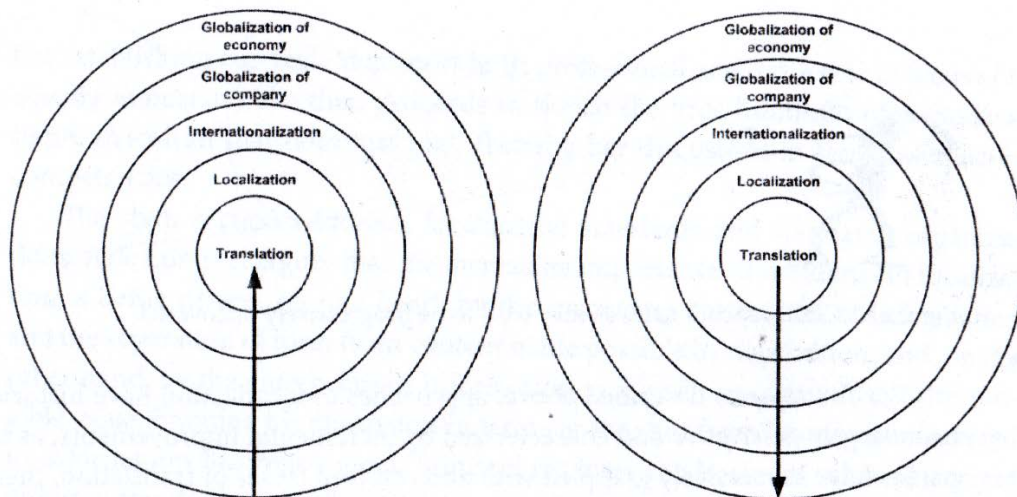 Globalization of
economy
Globalization of
company
Internationalization
Localization
Translation
Globalization of
economy
Globalization of
company
Internationalization
Localization
Translation